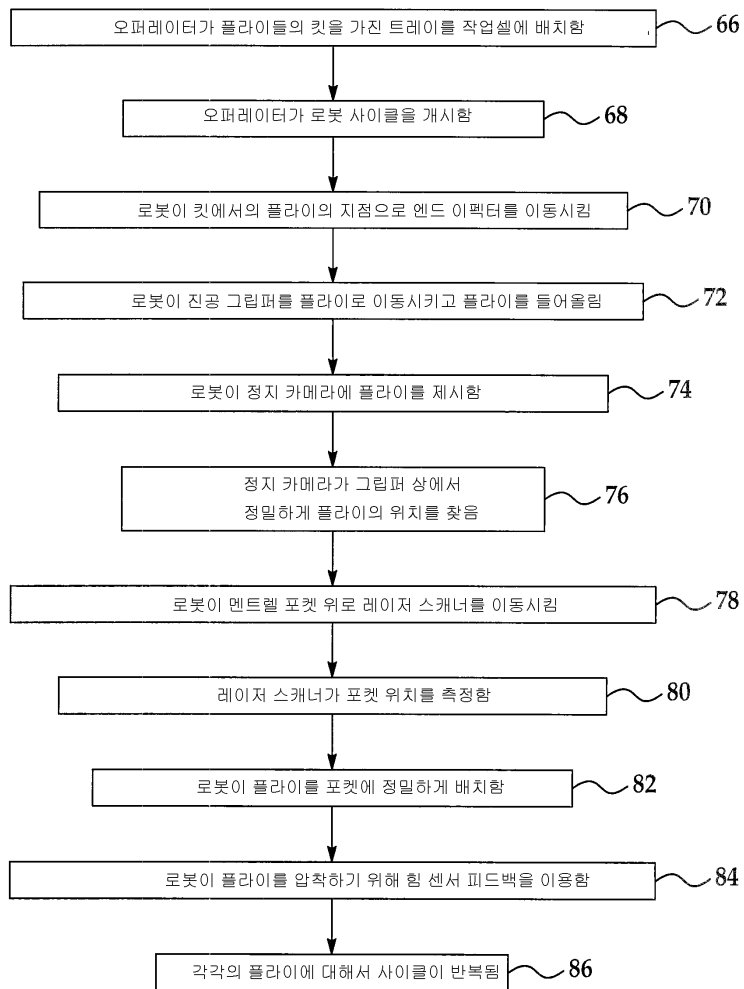 오퍼레이터가 플라이들의 킷을 가진 트레이를 작업셀에 배치함 66
오퍼레이터가 로봇 사이클을 개시함 68
로봇이 킷에서의 플라이의 지점으로 엔드 이펙터를 이동시킴 70
로봇이 진공 그립퍼를 플라이로 이동시키고 플라이를 들어올림 72
로봇이 정지 카메라에 플라이를 제시함 74
정지 카메라가 그립퍼 상에서
정밀하게 플라이의 위치를 찾음 76
로봇이 멘트렐 포켓 위로 레이저 스캐너를 이동시킴 78
레이저 스캐너가 포켓 위치를 측정함 80
로봇이 플라이를 포켓에 정밀하게 배치함 82
로봇이 플라이를 압착하기 위해 힘 센서 피드백을 이용함 84
각각의 플라이에 대해서 사이클이 반복됨 86